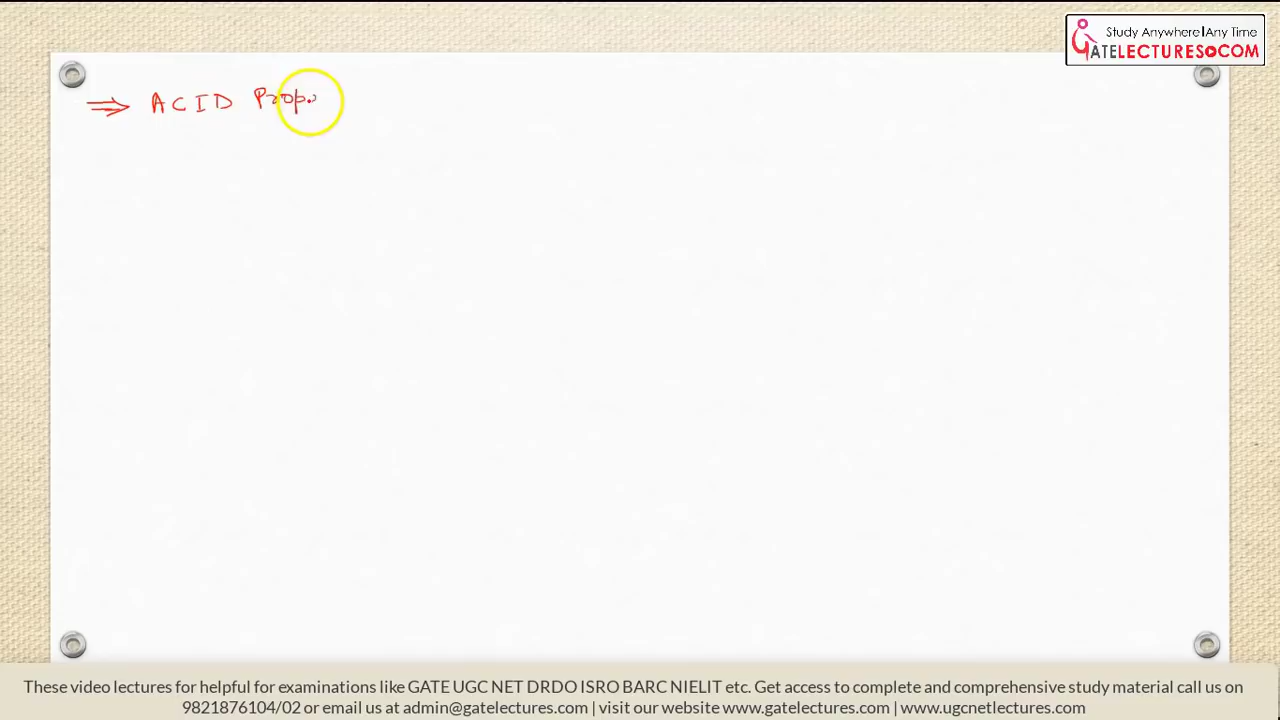 Study Anywhere Any Time
GATELECTURES.COM
⇒ ACID Prop.
These video lectures for helpful for examinations like GATE UGC NET DRDO ISRO BARC NIELIT etc. Get access to complete and comprehensive study material call us on
9821876104/02 or email us at admin@gatelectures.com | visit our website www.gatelectures.com | www.ugcnetlectures.com